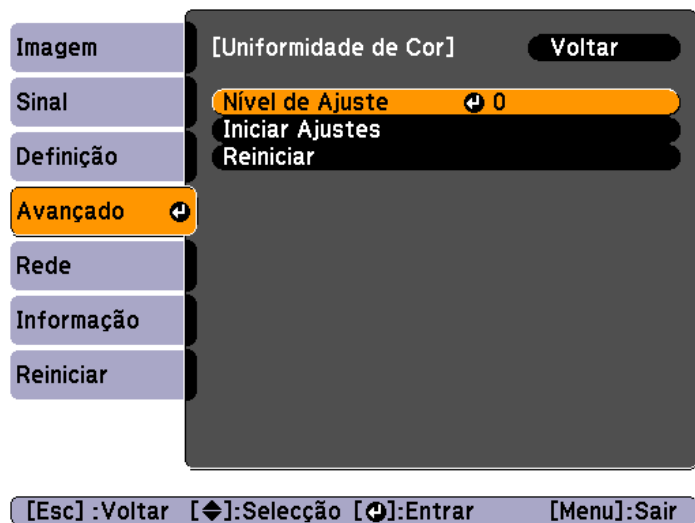 Imagem
Sinal
Definição
Avançado
Rede
Informação
Reiniciar
[Uniformidade de Cor] Voltar
Nível de Ajuste 0
Iniciar Ajustes
Reiniciar
[Esc] :Voltar [◆]:Selecção [↵]:Entrar [Menu]:Sair